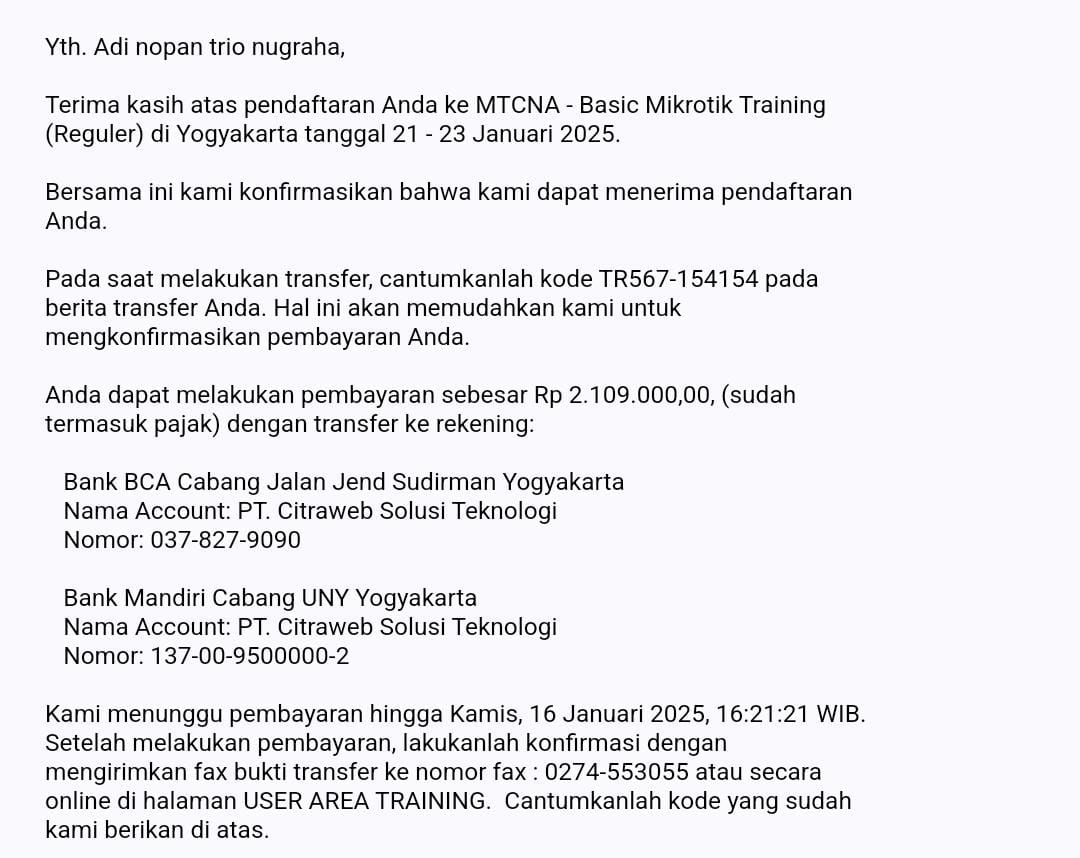 Yth. Adi nopan trio nugraha,
Terima kasih atas pendaftaran Anda ke MTCNA - Basic Mikrotik Training
(Reguler) di Yogyakarta tanggal 21 - 23 Januari 2025.
Bersama ini kami konfirmasikan bahwa kami dapat menerima pendaftaran
Anda.
Pada saat melakukan transfer, cantumkanlah kode TR567-154154 pada
berita transfer Anda. Hal ini akan memudahkan kami untuk
mengkonfirmasikan pembayaran Anda.
Anda dapat melakukan pembayaran sebesar Rp 2.109.000,00, (sudah
termasuk pajak) dengan transfer ke rekening:
Bank BCA Cabang Jalan Jend Sudirman Yogyakarta
Nama Account: PT. Citraweb Solusi Teknologi
Nomor: 037-827-9090
Bank Mandiri Cabang UNY Yogyakarta
Nama Account: PT. Citraweb Solusi Teknologi
Nomor: 137-00-9500000-2
Kami menunggu pembayaran hingga Kamis, 16 Januari 2025, 16:21:21 WIB.
Setelah melakukan pembayaran, lakukanlah konfirmasi dengan
mengirimkan fax bukti transfer ke nomor fax : 0274-553055 atau secara
online di halaman USER AREA TRAINING.  Cantumkanlah kode yang sudah
kami berikan di atas.